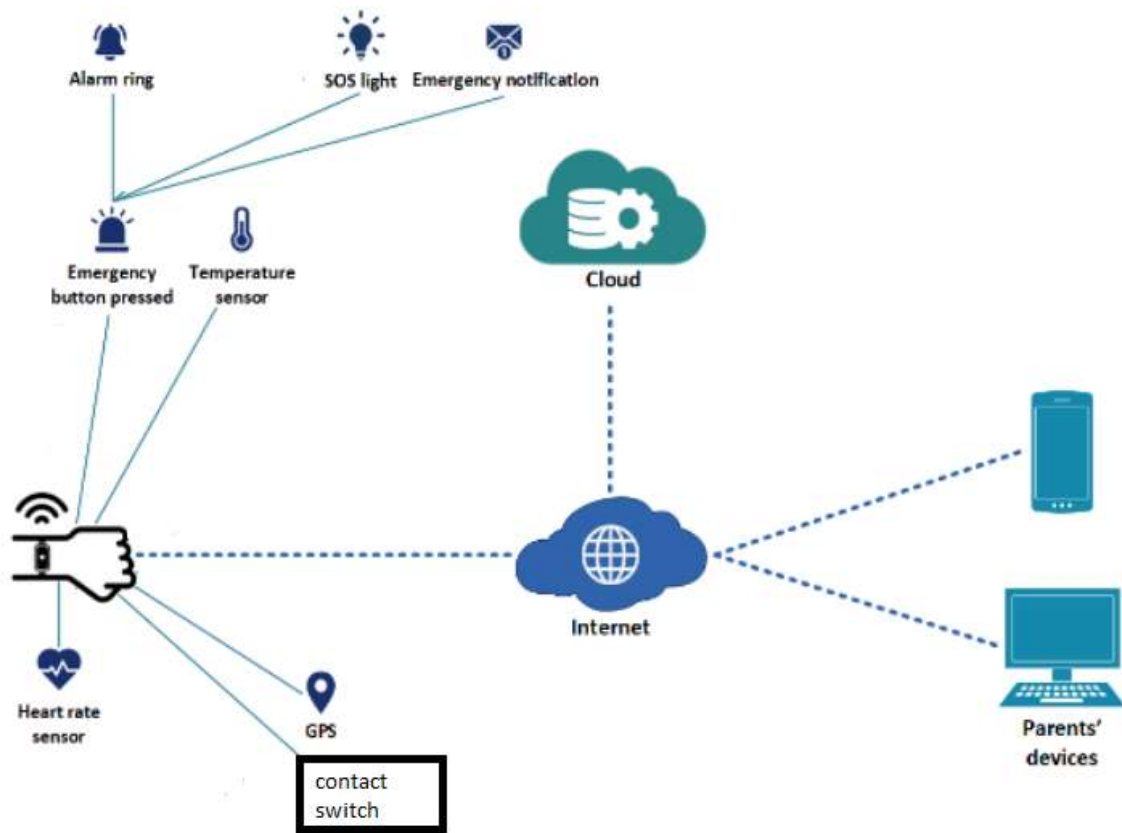 Alarm ring
SOS light
Emergency notification
1
Emergency
button pressed
Temperature
sensor
Cloud
Internet
Heart rate
sensor
GPS
contact
switch
Parents'
devices